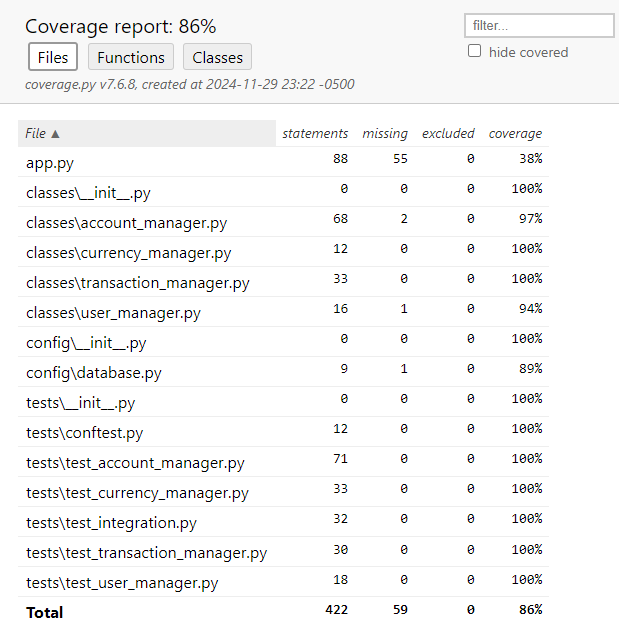 Coverage report: 86%
filter...
Files Functions Classes
hide covered
coverage.py v7.6.8, created at 2024-11-29 23:22 -0500
File ▲ statements missing excluded coverage
app.py 88 55 0 38%
classes\__init__.py 0 0 0 100%
classes\account_manager.py 68 2 0 97%
classes\currency_manager.py 12 0 0 100%
classes\transaction_manager.py 33 0 0 100%
classes\user_manager.py 16 1 0 94%
config\__init__.py 0 0 0 100%
config\database.py 9 1 0 89%
tests\__init__.py 0 0 0 100%
tests\conftest.py 12 0 0 100%
tests\test_account_manager.py 71 0 0 100%
tests\test_currency_manager.py 33 0 0 100%
tests\test_integration.py 32 0 0 100%
tests\test_transaction_manager.py 30 0 0 100%
tests\test_user_manager.py 18 0 0 100%
Total 422 59 0 86%